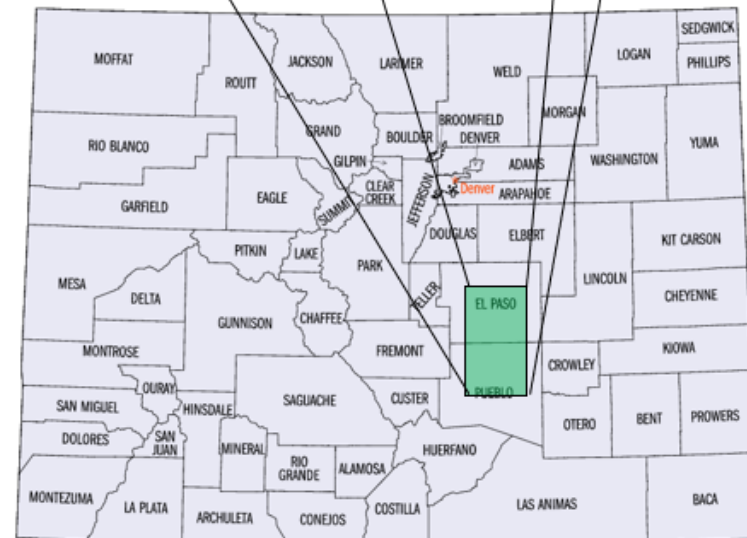 SEDGWICK
LOGAN
JACKSON
LARIMER
MOFFAT
PHILLIPS
WELD
ROUTT
MORGAN
BROOMFIELD
GRAND
BOULDER
DENVER
YUMA
RIO BLANCO
GILPIN
ADAMS
WASHINGTON
CLEAR
CREEK
Denver
ARAPAHOE
EAGLE
JEFFERSON
GARFIELD
SUMMIT
DOUGLAS
ELBERT
KIT CARSON
PITKIN
LAKE
PARK
LINCOLN
MESA
DELTA
ELLER
EL PASO
CHEYENNE
CHAFFEE
GUNNISON
MONTROSE
FREMONT
KIOWA
CROWLEY
OURAY
PUEBLO
SAN MIGUEL
HINSDALE
SAGUACHE
CUSTER
PROWERS
BENT
OTERO
DOLORES
SAN
JUAN
MINERAL
HUERFANO
RIO
GRANDE
ALAMOSA
MONTEZUMA
LA PLATA
ARCHULETA
CONEJOS
COSTILLA
LAS ANIMAS
BACA